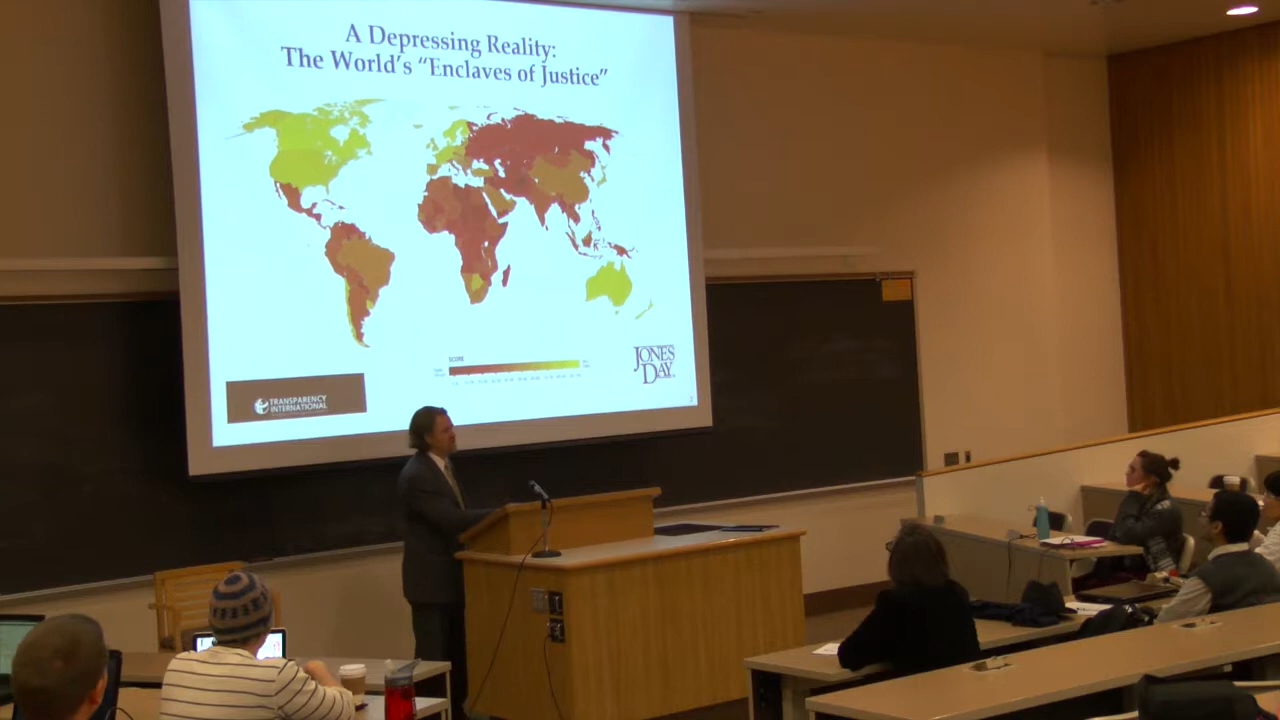 A Depressing Reality:
The World's “Enclaves of Justice”
SCORE
JONES
DAY
TRANSPARENCY
INTERNATIONAL